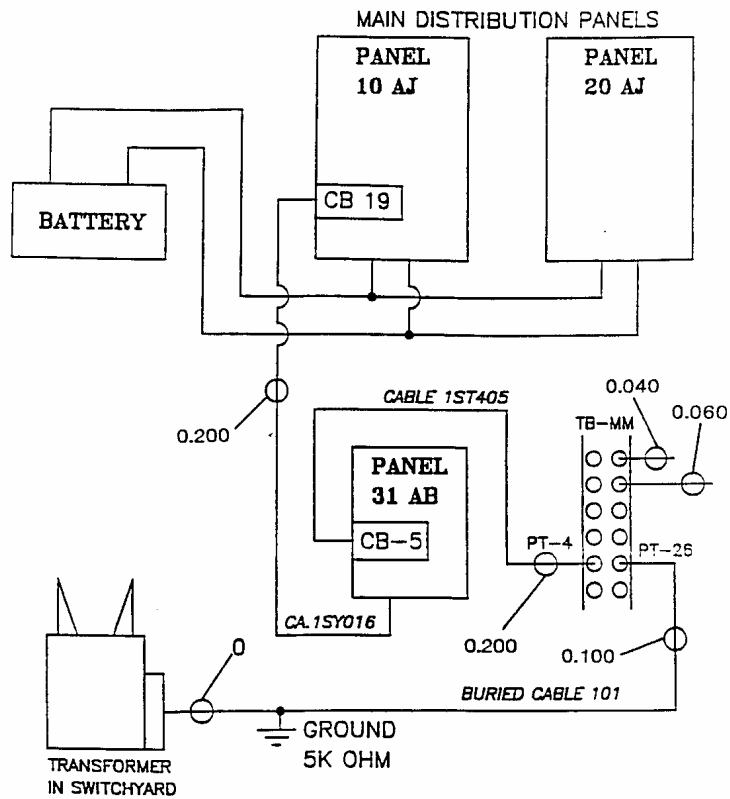 MAIN DISTRIBUTION PANELS
PANEL
10 AJ
PANEL
20 AJ
CB 19
BATTERY
0.200
CABLE 1ST405
0.040
0.060
TB-MM
PANEL
31 AB
CB-5
PT-4
PT-26
CA.1SY016
0.200
0.100
0
BURIED CABLE 101
GROUND
5K OHM
TRANSFORMER
IN SWITCHYARD